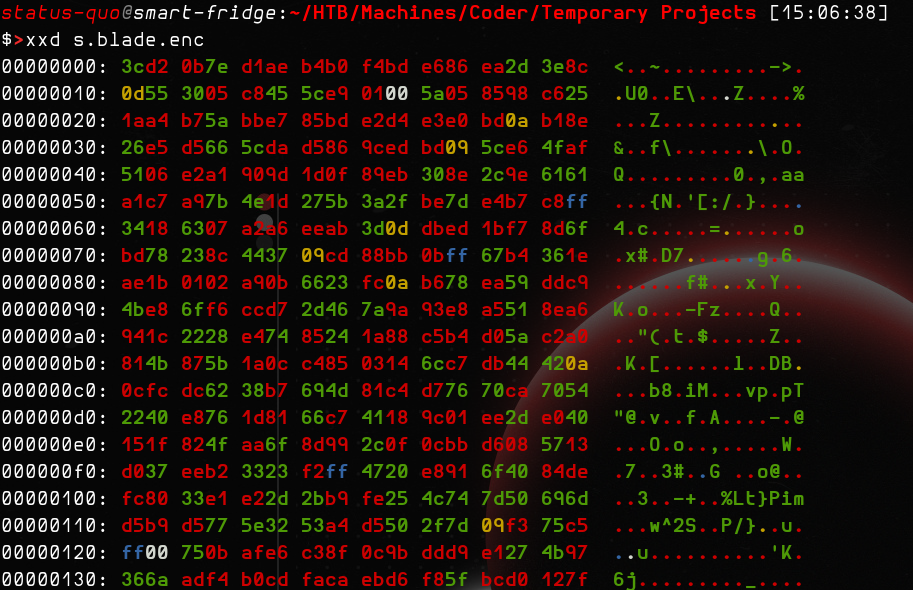 status-quo@smart-fridge:~/HTB/Machines/Coder/Temporary Projects [15:06:38]
$>xxd s.blade.enc
00000000: 3cd2 0b7e d1ae b4b0 f4bd e686 ea2d 3e8c  <..~.........->.
00000010: 0d55 3005 c845 5ce9 0100 5a05 8598 c625  .U0..E\...Z....%
00000020: 1aa4 b75a bbe7 85bd e2d4 e3e0 bd0a b18e  ...Z............
00000030: 26e5 d566 5cda d586 9ced bd09 5ce6 4faf  &..f\.......\.O.
00000040: 5106 e2a1 909d 1d0f 89eb 308e 2c9e 6161  Q.........0.,.aa
00000050: a1c7 a97b 4e1d 275b 3a2f be7d e4b7 c8ff  ...{N.'[:/.}....
00000060: 3418 6307 a2a6 eeab 3d0d dbed 1bf7 8d6f  4.c.....=......o
00000070: bd78 238c 4437 09cd 88bb 0bff 67b4 361e  .x#.D7......g.6.
00000080: ae1b 0102 a90b 6623 fc0a b678 ea59 ddc9  ......f#...x.Y..
00000090: 4be8 6ff6 ccd7 2d46 7a9a 93e8 a551 8ea6  K.o...-Fz....Q..
000000a0: 941c 2228 e474 8524 1a88 c5b4 d05a c2a0  .."(.t.$.....Z..
000000b0: 814b 875b 1a0c c485 0314 6cc7 db44 420a  .K.[......l..DB.
000000c0: 0cfc dc62 38b7 694d 81c4 d776 70ca 7054  ...b8.iM...vp.pT
000000d0: 2240 e876 1d81 66c7 4118 9c01 ee2d e040  "@.v..f.A....-.@
000000e0: 151f 824f aa6f 8d99 2c0f 0cbb d608 5713  ...O.o..,.....W.
000000f0: d037 eeb2 3323 f2ff 4720 e891 6f40 84de  .7..3#..G ..o@..
00000100: fc80 33e1 e22d 2bb9 fe25 4c74 7d50 696d  ..3..-+..%Lt}Pim
00000110: d5b9 d577 5e32 53a4 d550 2f7d 09f3 75c5  ...w^2S..P/}..u.
00000120: ff00 750b afe6 c38f 0c9b ddd9 e127 4b97  ..u..........'K.
00000130: 366a adf4 b0cd faca ebd6 f85f bcd0 127f  6j........._....